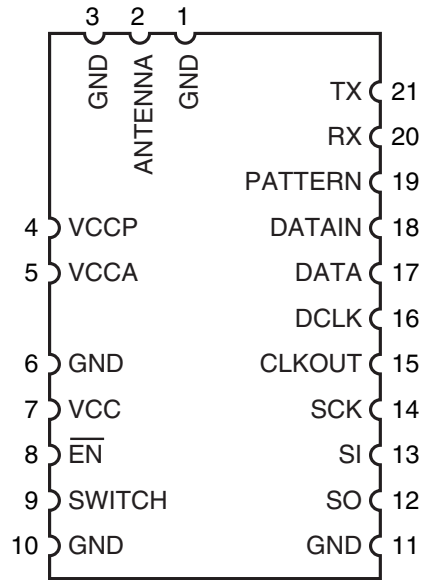 3 2 1
GND ANTENNA GND
TX 21
RX 20
PATTERN 19
4 VCCP DATAIN 18
5 VCCA DATA 17
DCLK 16
6 GND CLKOUT 15
7 VCC SCK 14
8 E̅N̅ SI 13
9 SWITCH SO 12
10 GND GND 11